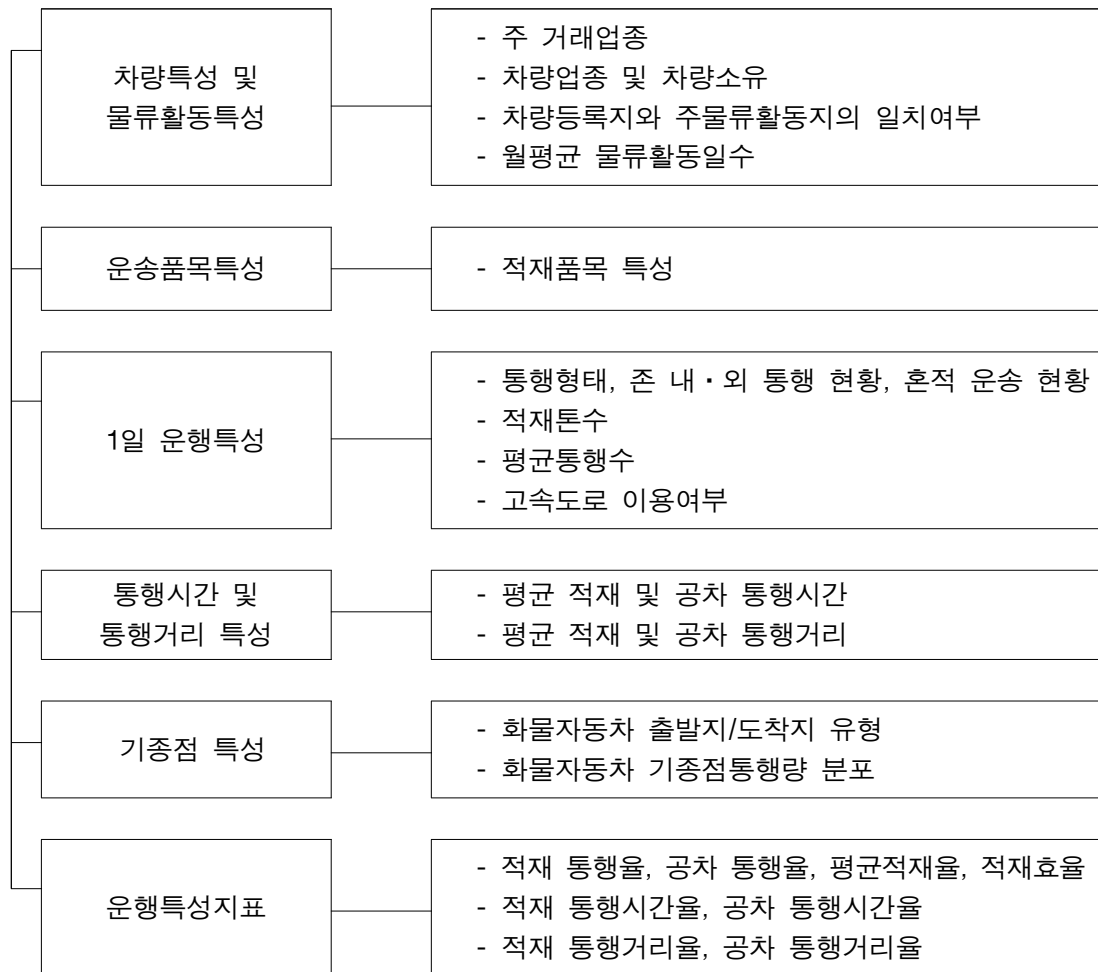 차량특성 및
물류활동특성
- 주 거래업종
- 차량업종 및 차량소유
- 차량등록지와 주물류활동지의 일치여부
- 월평균 물류활동일수
운송품목특성
- 적재품목 특성
1일 운행특성
- 통행형태, 존 내·외 통행 현황, 혼적 운송 현황
- 적재톤수
- 평균통행수
- 고속도로 이용여부
통행시간 및
통행거리 특성
- 평균 적재 및 공차 통행시간
- 평균 적재 및 공차 통행거리
기종점 특성
- 화물자동차 출발지/도착지 유형
- 화물자동차 기종점통행량 분포
운행특성지표
- 적재 통행율, 공차 통행율, 평균적재율, 적재효율
- 적재 통행시간율, 공차 통행시간율
- 적재 통행거리율, 공차 통행거리율